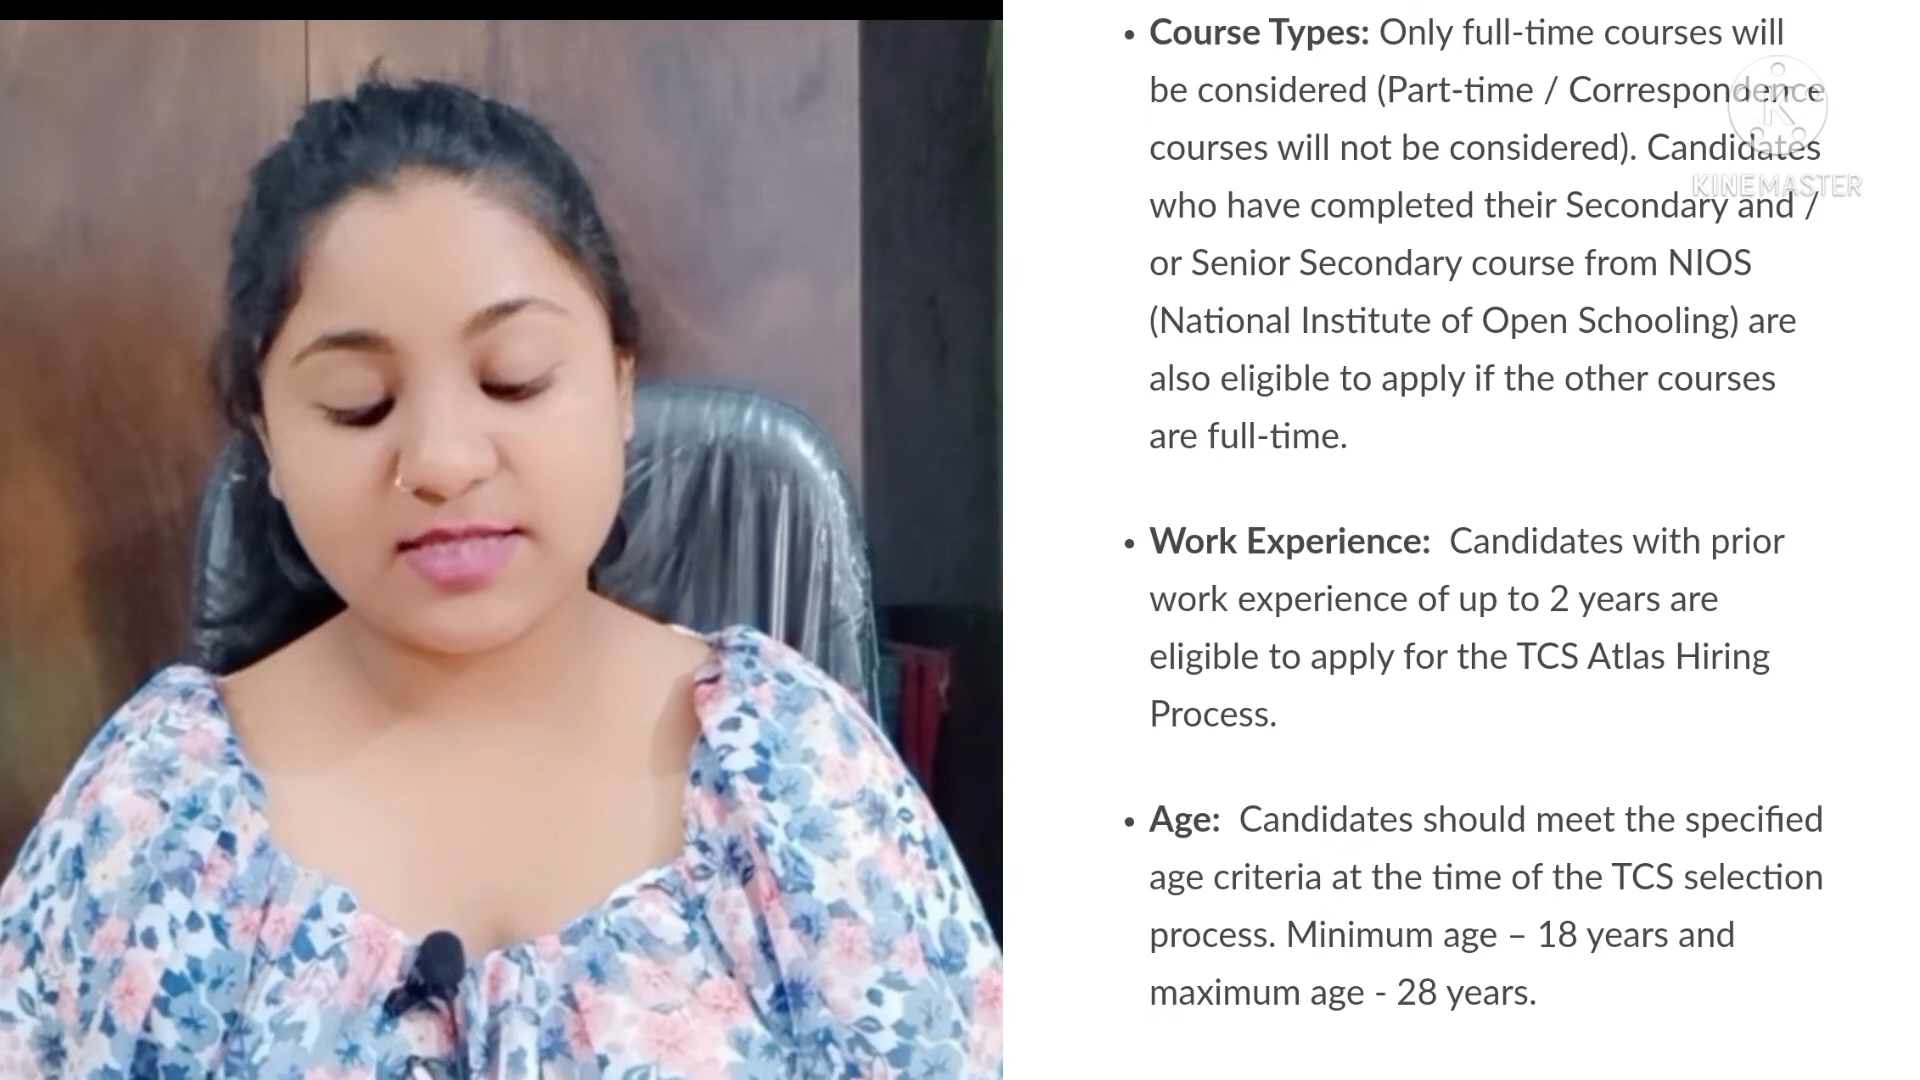 • Course Types: Only full-time courses will
be considered (Part-time / Correspondence
courses will not be considered). Candidates
who have completed their Secondary and /
or Senior Secondary course from NIOS
(National Institute of Open Schooling) are
also eligible to apply if the other courses
are full-time.
• Work Experience: Candidates with prior
work experience of up to 2 years are
eligible to apply for the TCS Atlas Hiring
Process.
• Age: Candidates should meet the specified
age criteria at the time of the TCS selection
process. Minimum age – 18 years and
maximum age - 28 years.
K
KINEMASTER